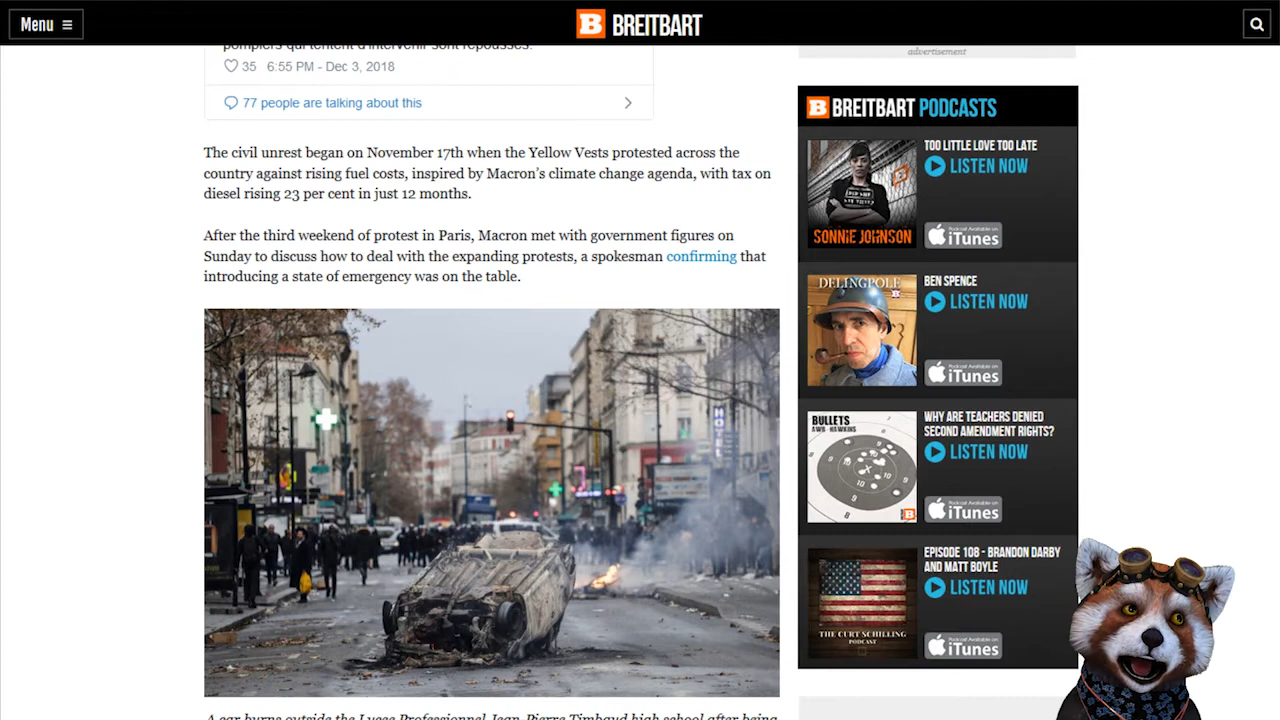 Menu
BREITBART
pompiers qui tentent d'intervenir sont repoussés.
35 6:55 PM - Dec 3, 2018
77 people are talking about this
The civil unrest began on November 17th when the Yellow Vests protested across the
country against rising fuel costs, inspired by Macron's climate change agenda, with tax on
diesel rising 23 per cent in just 12 months.
After the third weekend of protest in Paris, Macron met with government figures on
Sunday to discuss how to deal with the expanding protests, a spokesman confirming that
introducing a state of emergency was on the table.
HOTEL
A car burns outside the Lycee Professionnel Jean-Pierre Timbaud high school after being
advertisement
BREITBART PODCASTS
TOO LITTLE LOVE TOO LATE
LISTEN NOW
SONNIE JOHNSON
Podcast Available on
iTunes
DELINGPOLE
BEN SPENCE
LISTEN NOW
Podcast Available on
iTunes
BULLETS
AWR HAWKINS
WHY ARE TEACHERS DENIED
SECOND AMENDMENT RIGHTS?
LISTEN NOW
Podcast Available on
iTunes
EPISODE 108 - BRANDON DARBY
AND MATT BOYLE
LISTEN NOW
THE CURT SCHILLING
PODCAST
Podcast Available on
iTunes